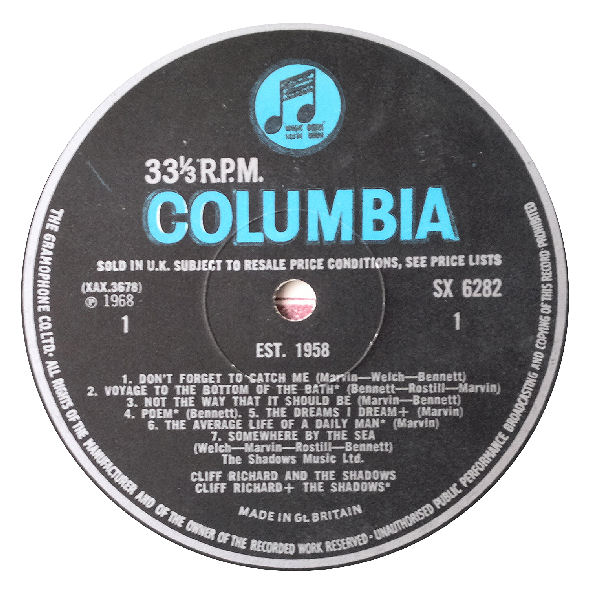 33⅓ R.P.M.
COLUMBIA
SOLD IN U.K. SUBJECT TO RESALE PRICE CONDITIONS, SEE PRICE LISTS
(XAX.3678)
SX 6282
℗ 1968
1
1
EST. 1958
1. DON'T FORGET TO CATCH ME (Marvin—Welch—Bennett)
2. VOYAGE TO THE BOTTOM OF THE BATH* (Bennett—Rostill—Marvin)
3. NOT THE WAY THAT IT SHOULD BE (Marvin—Bennett)
4. POEM* (Bennett). 5. THE DREAMS I DREAM+ (Marvin)
6. THE AVERAGE LIFE OF A DAILY MAN* (Marvin)
7. SOMEWHERE BY THE SEA
(Welch—Marvin—Rostill—Bennett)
The Shadows Music Ltd.
CLIFF RICHARD AND THE SHADOWS
CLIFF RICHARD+ THE SHADOWS*
MADE IN Gt. BRITAIN
THE GRAMOPHONE CO. LTD. · ALL RIGHTS OF THE MANUFACTURER AND OF THE OWNER OF THE RECORDED WORK RESERVED · UNAUTHORISED PUBLIC PERFORMANCE BROADCASTING AND COPYING OF THIS RECORD PROHIBITED